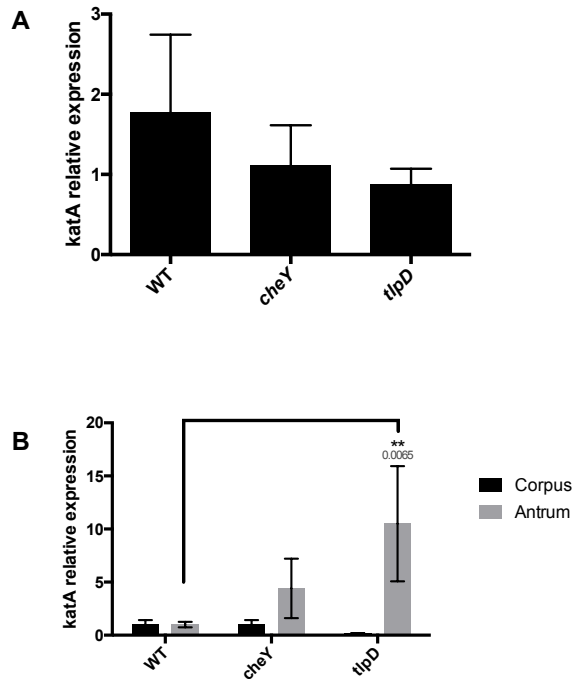 A
katA relative expression
3
2
1
0
WT
cheY
tlpD
B
katA relative expression
20
15
10
5
0
**
0.0065
WT
cheY
tlpD
Corpus
Antrum